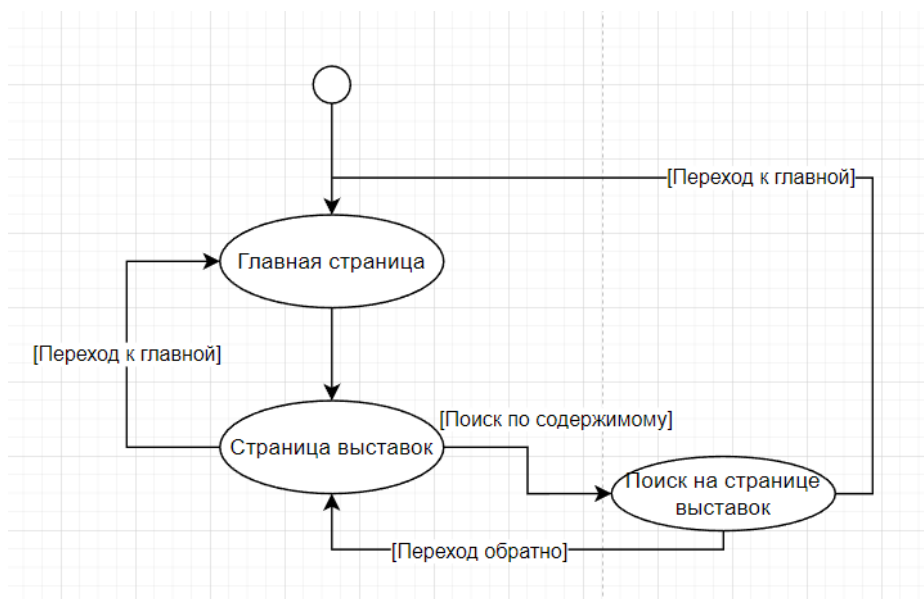 [Переход к главной]
Главная страница
[Переход к главной]
[Поиск по содержимому]
Страница выставок
Поиск на странице
выставок
[Переход обратно]